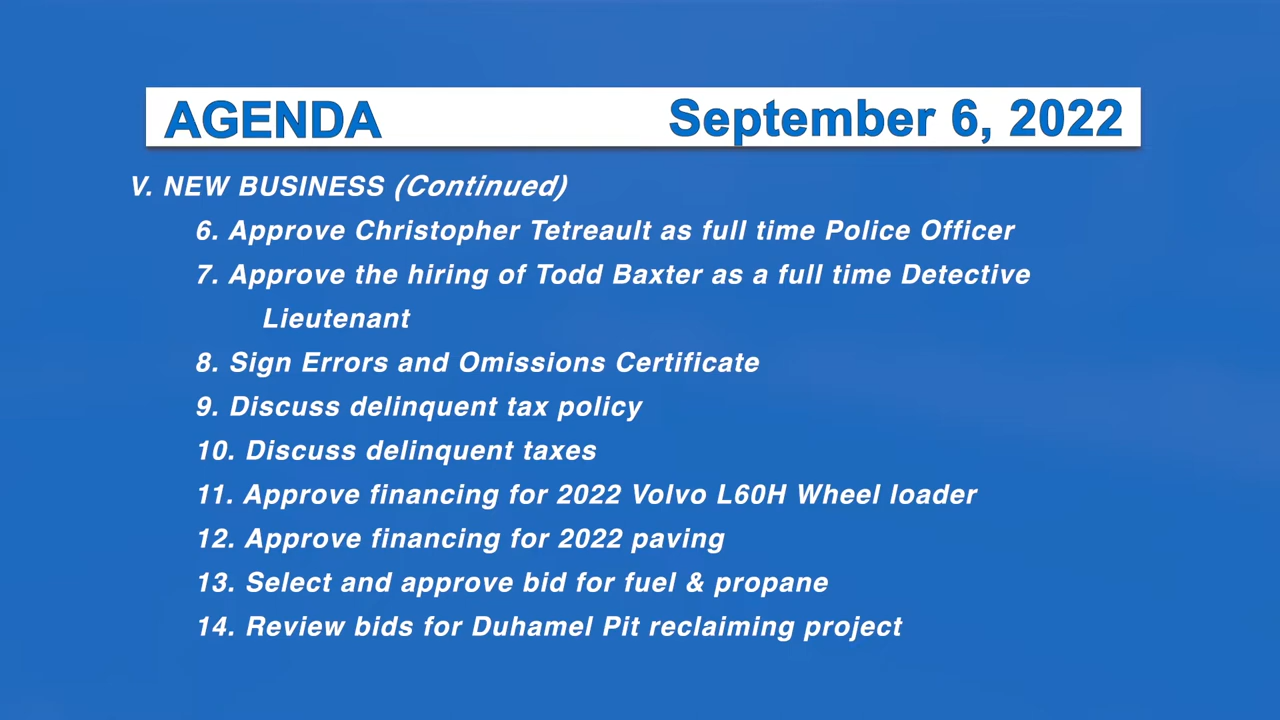 AGENDA September 6, 2022
V. NEW BUSINESS (Continued)
6. Approve Christopher Tetreault as full time Police Officer
7. Approve the hiring of Todd Baxter as a full time Detective
Lieutenant
8. Sign Errors and Omissions Certificate
9. Discuss delinquent tax policy
10. Discuss delinquent taxes
11. Approve financing for 2022 Volvo L60H Wheel loader
12. Approve financing for 2022 paving
13. Select and approve bid for fuel & propane
14. Review bids for Duhamel Pit reclaiming project